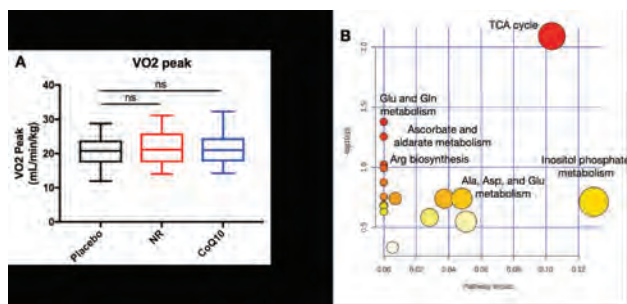 A
VO2 peak
ns
ns
VO2 Peak
(mL/min/kg)
40
30
20
10
0
Placebo
NR
CoQ10
B
TCA cycle
Glu and Gln
metabolism
Ascorbate and
aldarate metabolism
Arg biosynthesis
Inositol phosphate
metabolism
Ala, Asp, and Glu
metabolism
2.0
1.5
1.0
0.5
0.00
0.02
0.04
0.06
0.08
0.10
0.12
Pathway Impact